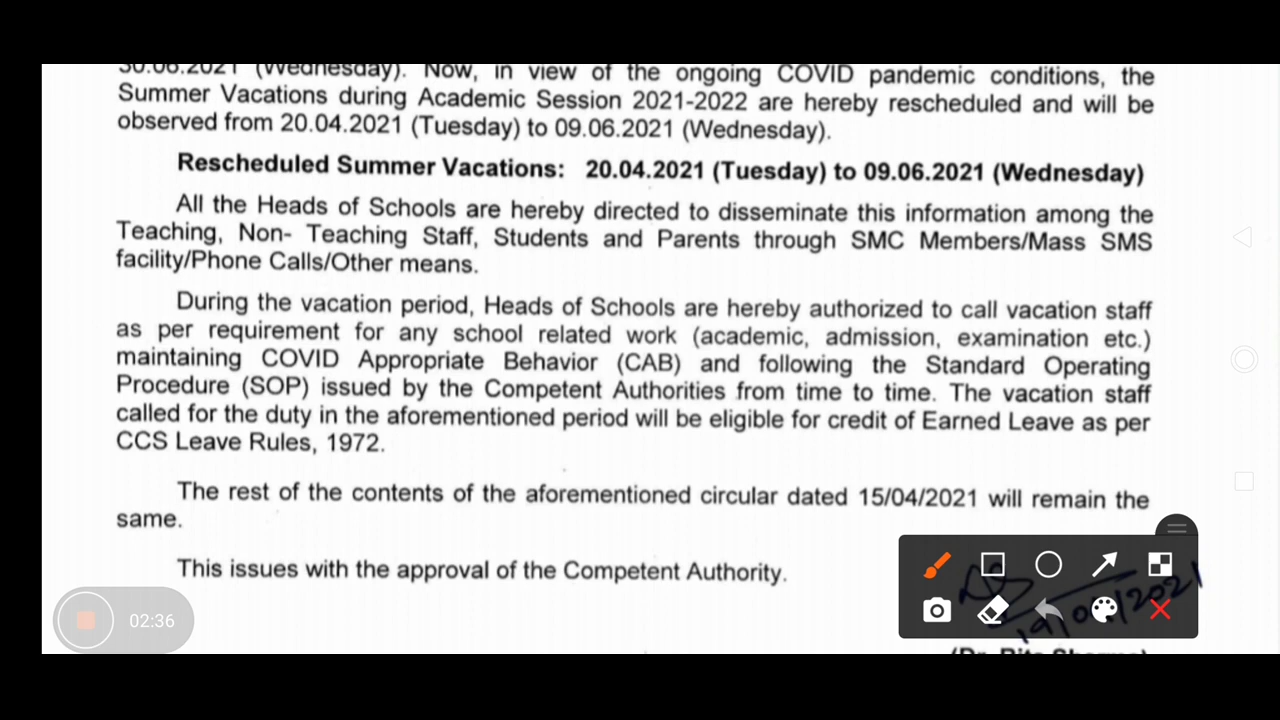 30.06.2021 (Wednesday). Now, in view of the ongoing COVID pandemic conditions, the
Summer Vacations during Academic Session 2021-2022 are hereby rescheduled and will be
observed from 20.04.2021 (Tuesday) to 09.06.2021 (Wednesday).
Rescheduled Summer Vacations: 20.04.2021 (Tuesday) to 09.06.2021 (Wednesday)
All the Heads of Schools are hereby directed to disseminate this information among the
Teaching, Non- Teaching Staff, Students and Parents through SMC Members/Mass SMS
facility/Phone Calls/Other means.
During the vacation period, Heads of Schools are hereby authorized to call vacation staff
as per requirement for any school related work (academic, admission, examination etc.)
maintaining COVID Appropriate Behavior (CAB) and following the Standard Operating
Procedure (SOP) issued by the Competent Authorities from time to time. The vacation staff
called for the duty in the aforementioned period will be eligible for credit of Earned Leave as per
CCS Leave Rules, 1972.
The rest of the contents of the aforementioned circular dated 15/04/2021 will remain the
same.
This issues with the approval of the Competent Authority.
02:36